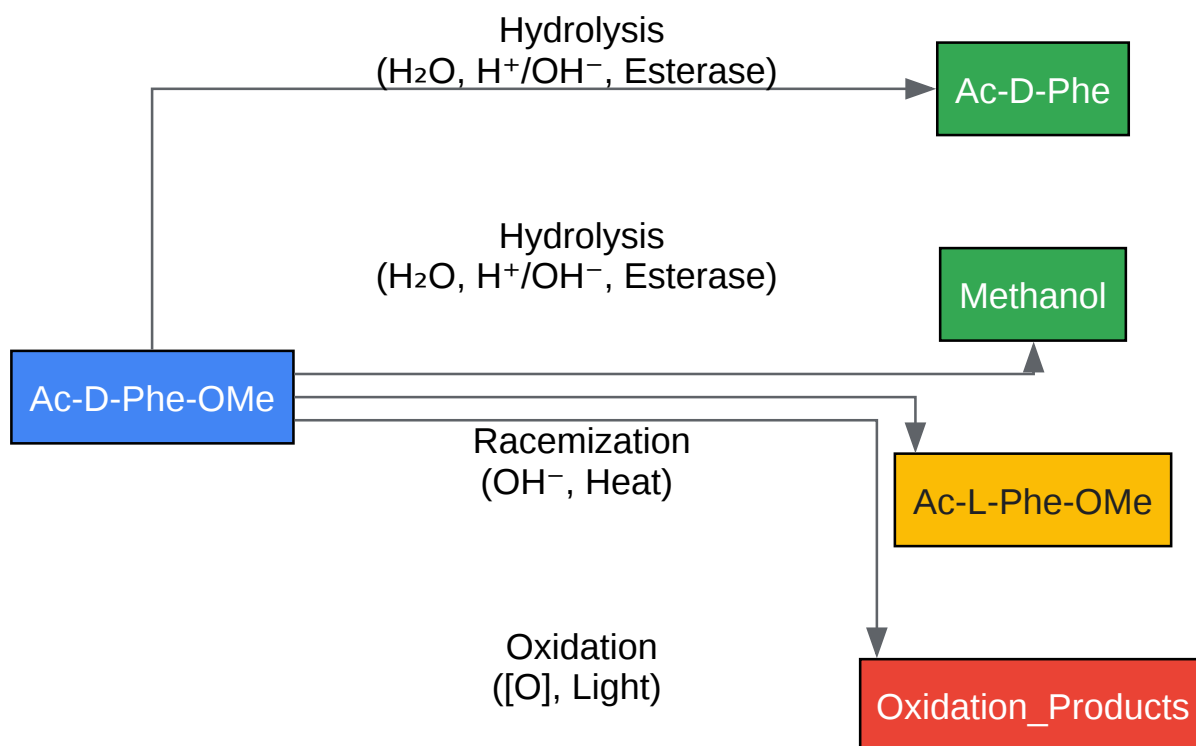 Hydrolysis
(H₂O, H⁺/OH⁻, Esterase)
Ac-D-Phe
Hydrolysis
(H₂O, H⁺/OH⁻, Esterase)
Methanol
Ac-D-Phe-OMe
Racemization
(OH⁻, Heat)
Ac-L-Phe-OMe
Oxidation
([O], Light)
Oxidation_Products